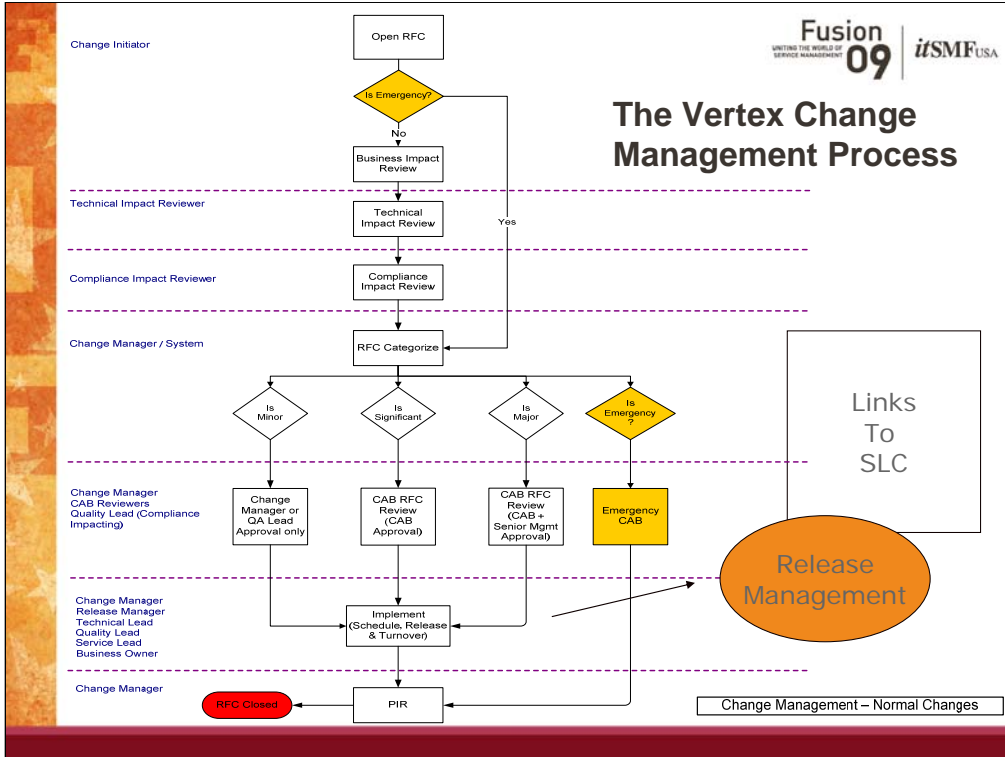 Change Initiator
Open RFC
Fusion
UNITING THE WORLD OF
SERVICE MANAGEMENT
09
itSMF USA
The Vertex Change
Management Process
Is Emergency?
No
Business Impact
Review
Technical Impact Reviewer
Technical
Impact Review
Yes
Compliance Impact Reviewer
Compliance
Impact Review
Change Manager / System
RFC Categorize
Is
Minor
Is
Significant
Is Major
Is
Emergency
?
Links
To
SLC
Change Manager
CAB Reviewers
Quality Lead (Compliance
Impacting)
Change
Manager or
QA Lead
Approval only
CAB RFC
Review
(CAB
Approval)
CAB RFC
Review
(CAB +
Senior Mgmt
Approval)
Emergency
CAB
Release
Management
Change Manager
Release Manager
Technical Lead
Quality Lead
Service Lead
Business Owner
Implement
(Schedule, Release
& Turnover)
Change Manager
RFC Closed
PIR
Change Management – Normal Changes